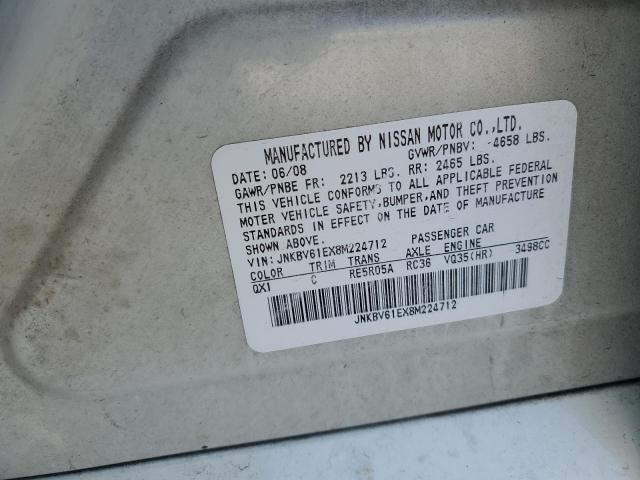 MANUFACTURED BY NISSAN MOTOR CO.,LTD.
DATE: 06/08 GVWR/PNBV: 4658 LBS.
GAWR/PNBE FR: 2213 LBS. RR: 2465 LBS.
THIS VEHICLE CONFORMS TO ALL APPLICABLE FEDERAL
MOTOR VEHICLE SAFETY,BUMPER,AND THEFT PREVENTION
STANDARDS IN EFFECT ON THE DATE OF MANUFACTURE
SHOWN ABOVE.
VIN: JNKBV61EX8M224712 PASSENGER CAR
COLOR TRIM TRANS AXLE ENGINE
QX1 C RE5R05A RC36 VQ35(HR) 3498CC
JNKBV61EX8M224712